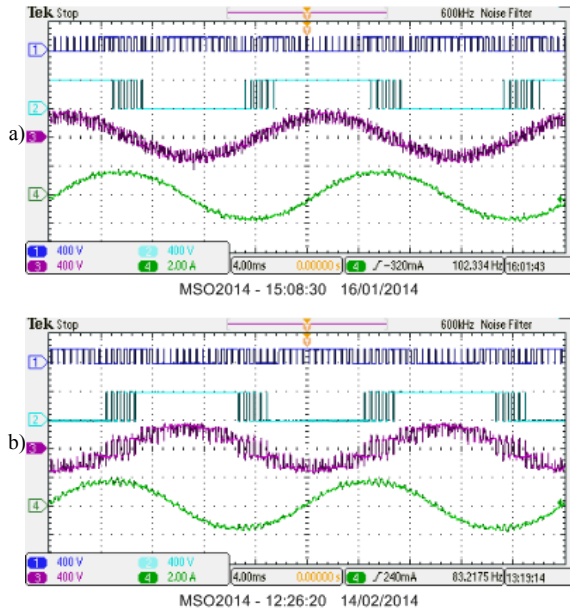 Tek Stop 600kHz Noise Filter
1
2
a) 3
4
1 400 V 2 400 V
3 400 V 4 2.00 A 4.00ms 0.00000 s 4 -320mA 102.334 Hz 16:01:43
MSO2014 - 15:08:30 16/01/2014
Tek Stop 600kHz Noise Filter
1
2
b) 3
4
1 400 V 2 400 V
3 400 V 4 2.00 A 4.00ms 0.00000 s 4 240mA 83.2175 Hz 13:19:14
MSO2014 - 12:26:20 14/02/2014